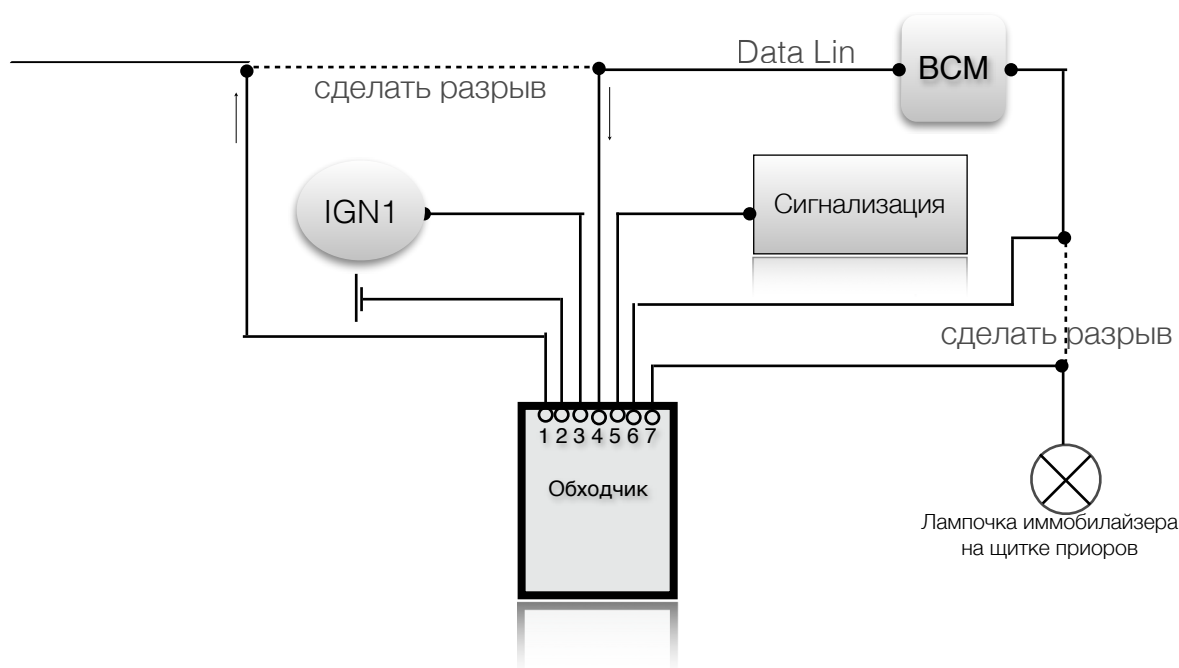 Data Lin
BCM
сделать разрыв
IGN1
Сигнализация
сделать разрыв
1 2 3 4 5 6 7
Обходчик
Лампочка иммобилайзера
на щитке приоров